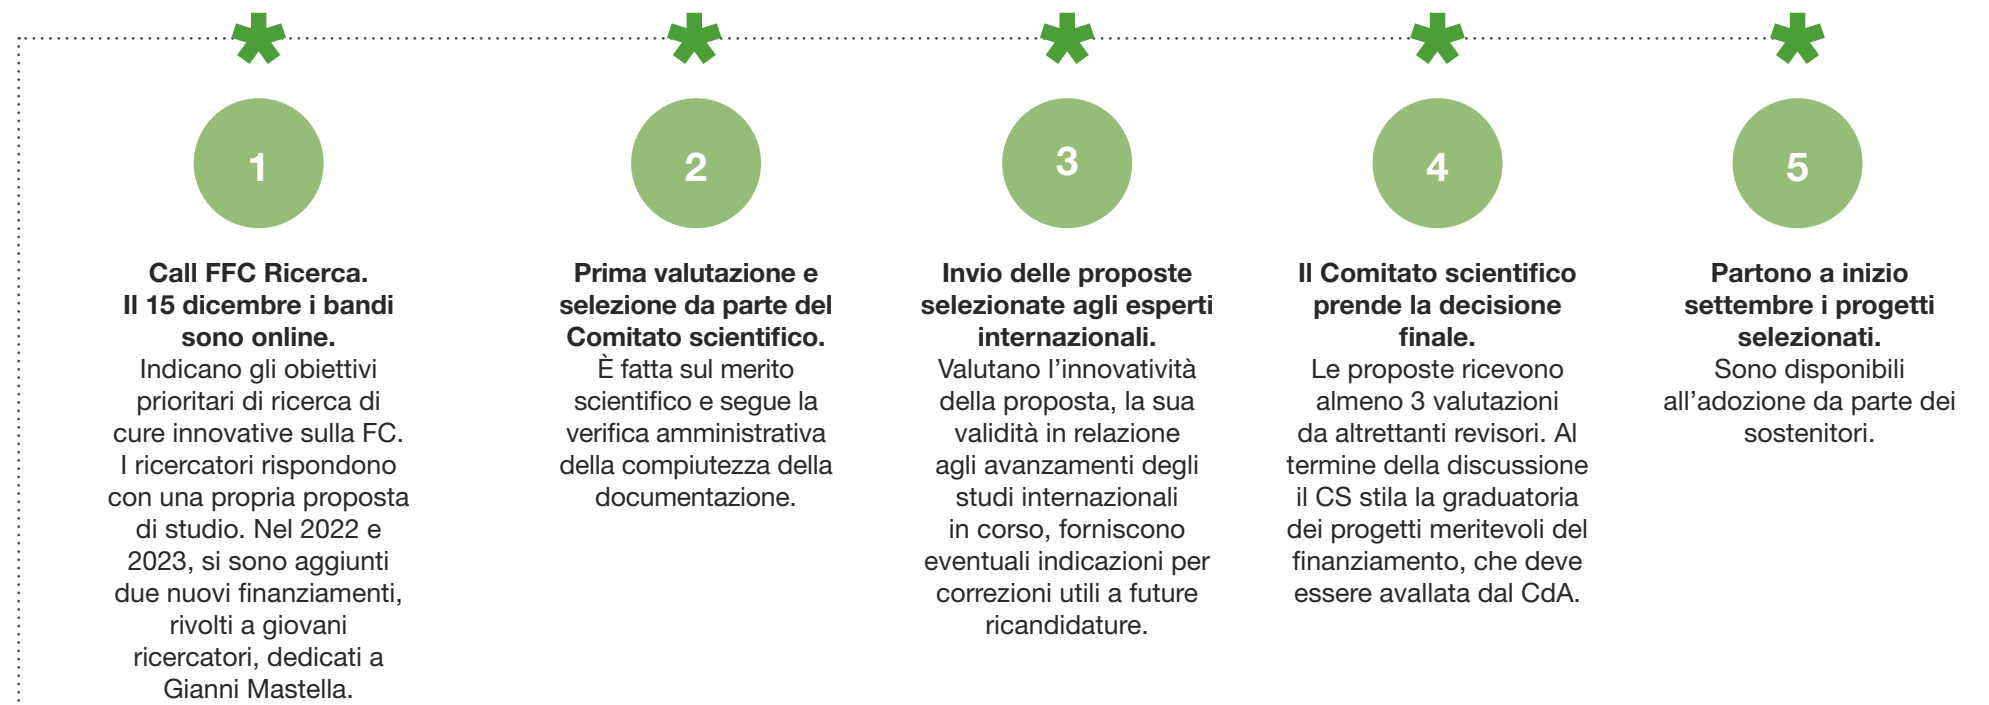 1
Call FFC Ricerca.
Il 15 dicembre i bandi
sono online.
Indicano gli obiettivi
prioritari di ricerca di
cure innovative sulla FC.
I ricercatori rispondono
con una propria proposta
di studio. Nel 2022 e
2023, si sono aggiunti
due nuovi finanziamenti,
rivolti a giovani
ricercatori, dedicati a
Gianni Mastella.
2
Prima valutazione e
selezione da parte del
Comitato scientifico.
È fatta sul merito
scientifico e segue la
verifica amministrativa
della compiutezza della
documentazione.
3
Invio delle proposte
selezionate agli esperti
internazionali.
Valutano l’innovatività
della proposta, la sua
validità in relazione
agli avanzamenti degli
studi internazionali
in corso, forniscono
eventuali indicazioni per
correzioni utili a future
ricandidature.
4
Il Comitato scientifico
prende la decisione
finale.
Le proposte ricevono
almeno 3 valutazioni
da altrettanti revisori. Al
termine della discussione
il CS stila la graduatoria
dei progetti meritevoli del
finanziamento, che deve
essere avallata dal CdA.
5
Partono a inizio
settembre i progetti
selezionati.
Sono disponibili
all’adozione da parte dei
sostenitori.